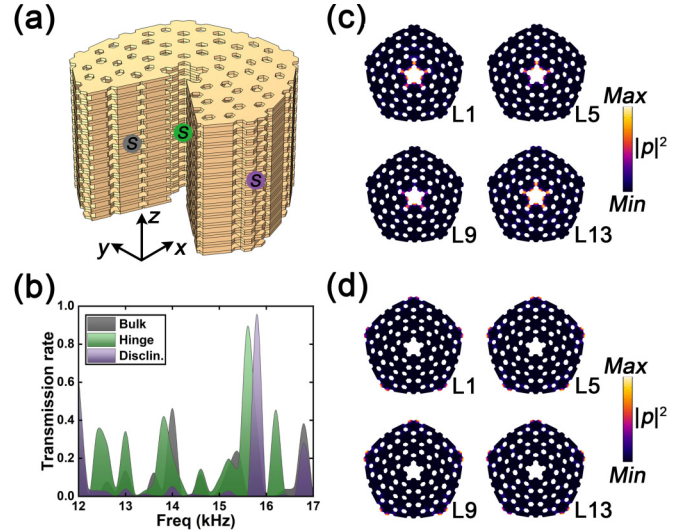 (a)
S
S
S
z
y
x
(b)
Transmission rate
1.0
0.8
0.6
0.4
0.2
0.0
Bulk
Hinge
Disclin.
12 13 14 15 16 17
Freq (kHz)
(c)
L1
L5
L9
L13
Max
|p|²
Min
(d)
L1
L5
L9
L13
Max
|p|²
Min